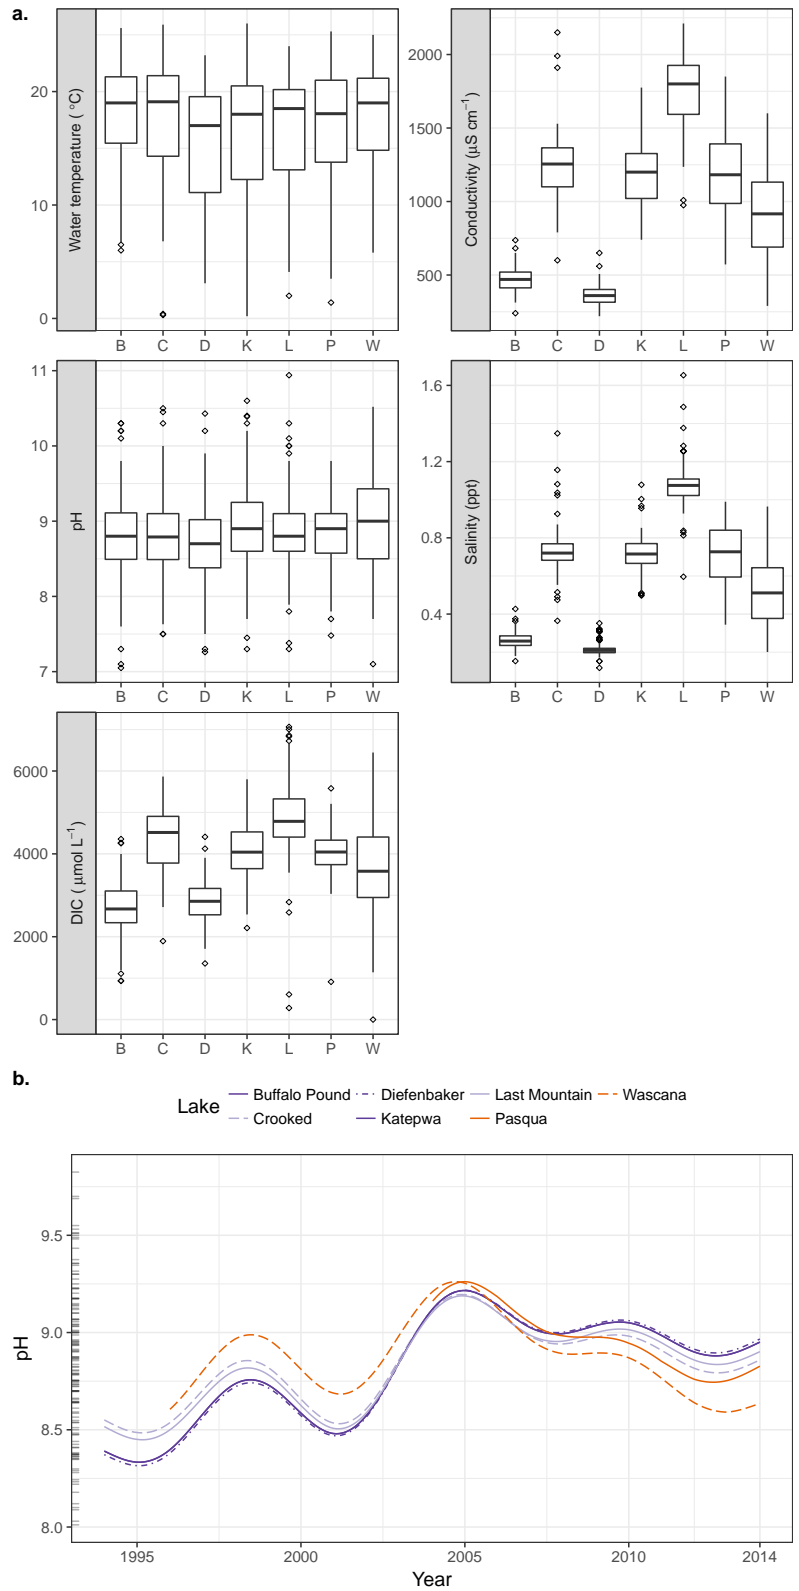 a.
Water temperature ( °C)
20
10
0
B C D K L P W
Conductivity (µS cm⁻¹)
2000
1500
1000
500
B C D K L P W
pH
11
10
9
8
7
B C D K L P W
Salinity (ppt)
1.6
1.2
0.8
0.4
B C D K L P W
DIC ( µmol L⁻¹)
6000
4000
2000
0
B C D K L P W
b.
Lake
Buffalo Pound Diefenbaker Last Mountain Wascana
Crooked Katepwa Pasqua
pH
9.5
9.0
8.5
8.0
1995 2000 2005 2010 2014
Year